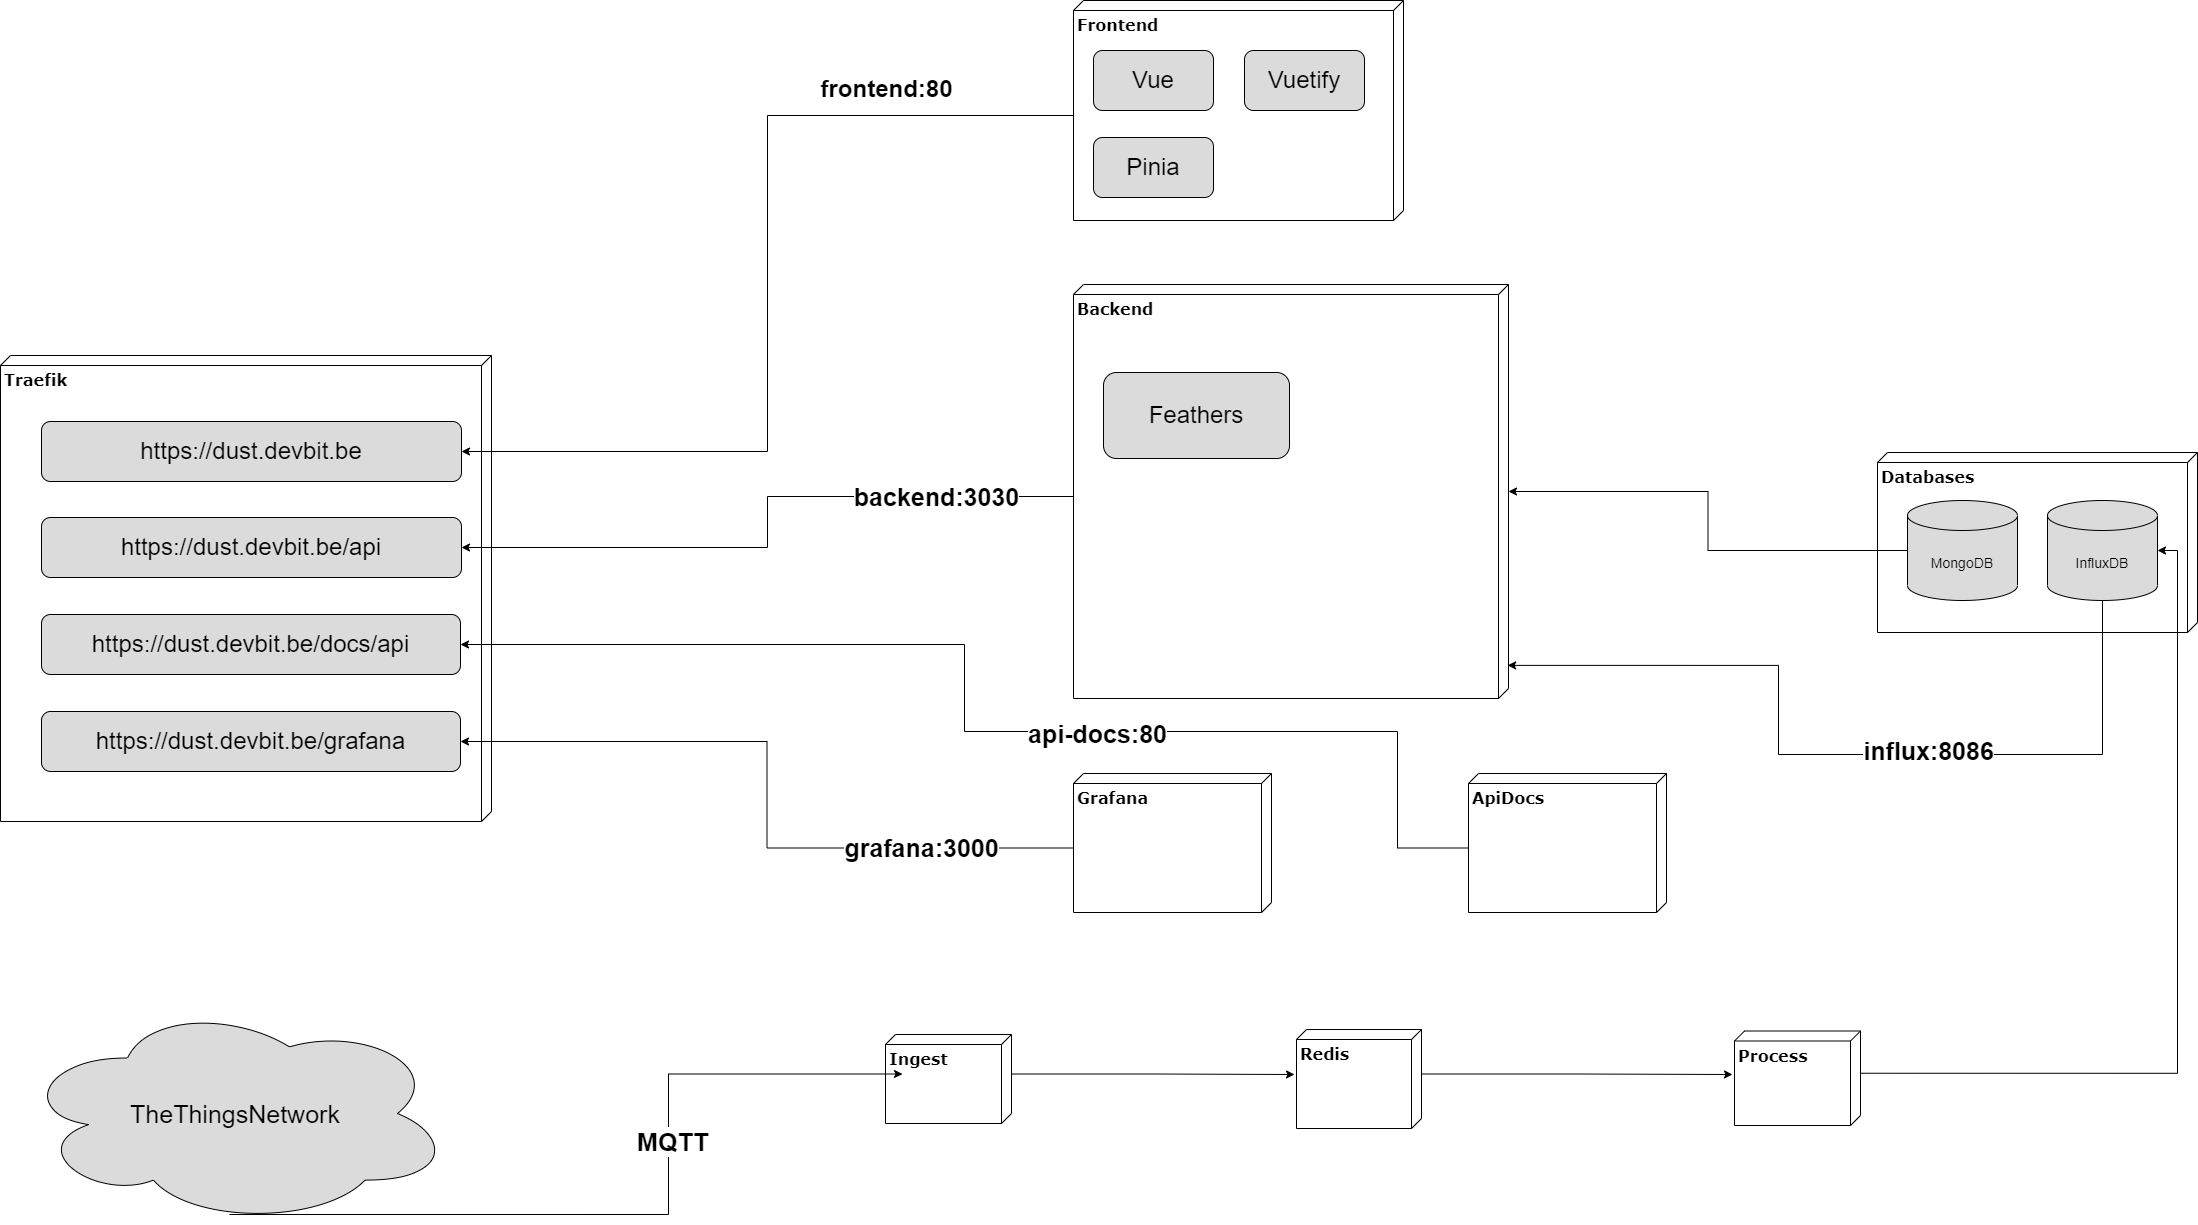 Frontend
Vue
Vuetify
Pinia
frontend:80
Backend
Feathers
Traefik
https://dust.devbit.be
https://dust.devbit.be/api
https://dust.devbit.be/docs/api
https://dust.devbit.be/grafana
backend:3030
Databases
MongoDB
InfluxDB
api-docs:80
influx:8086
Grafana
ApiDocs
grafana:3000
TheThingsNetwork
MQTT
Ingest
Redis
Process